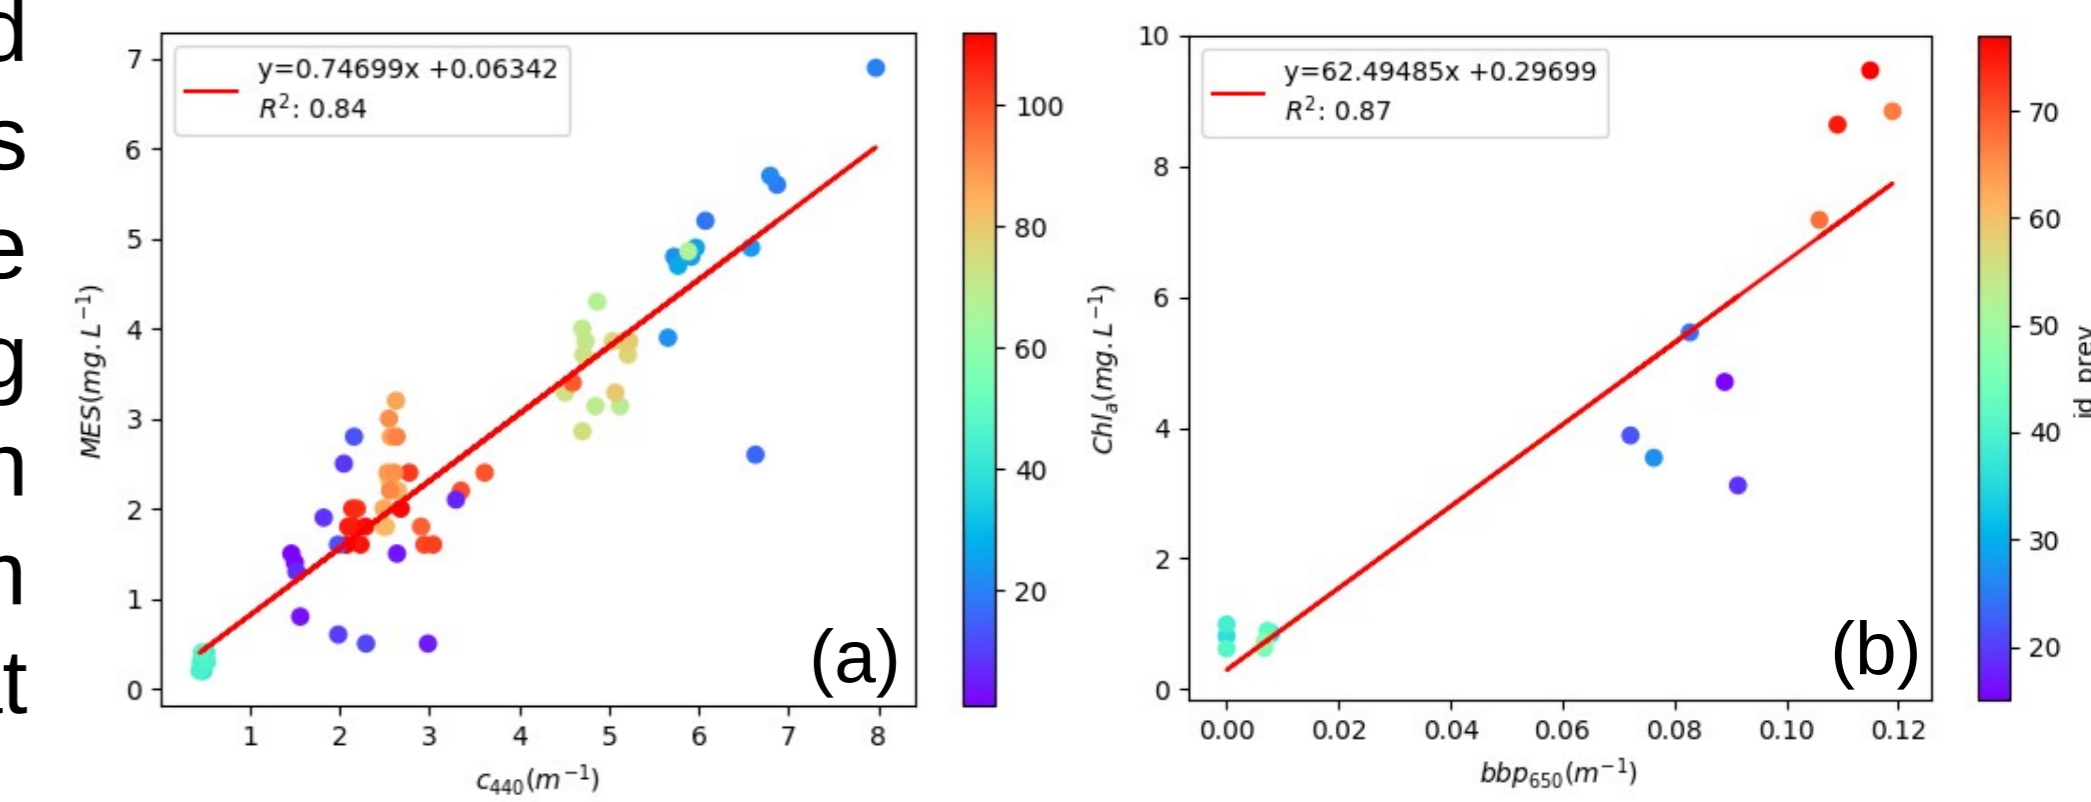 d
s
e
g
n
n
at
y=0.74699x +0.06342
R²: 0.84
7
6
5
4
3
2
1
0
MES(mg.L⁻¹)
1 2 3 4 5 6 7 8
c₄₄₀(m⁻¹)
(a)
100
80
60
40
20
y=62.49485x +0.29699
R²: 0.87
10
8
6
4
2
0
Chlₐ(mg.L⁻¹)
0.00 0.02 0.04 0.06 0.08 0.10 0.12
bbp₆₅₀(m⁻¹)
(b)
70
60
50
40
30
20
id_prev